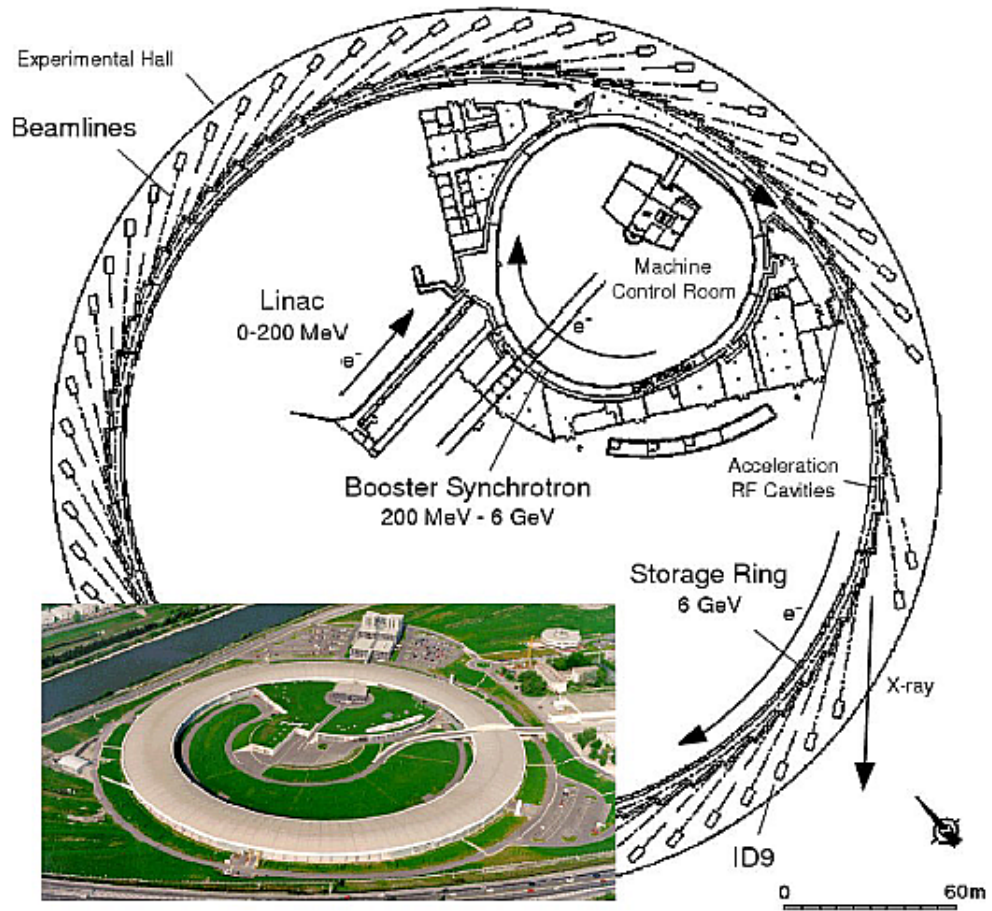 Experimental Hall
Beamlines
Machine
Control Room
Linac
0-200 MeV
e⁻
e⁻
Booster Synchrotron
200 MeV - 6 GeV
Acceleration
RF Cavities
Storage Ring
6 GeV
e⁻
X-ray
ID9
0 60m